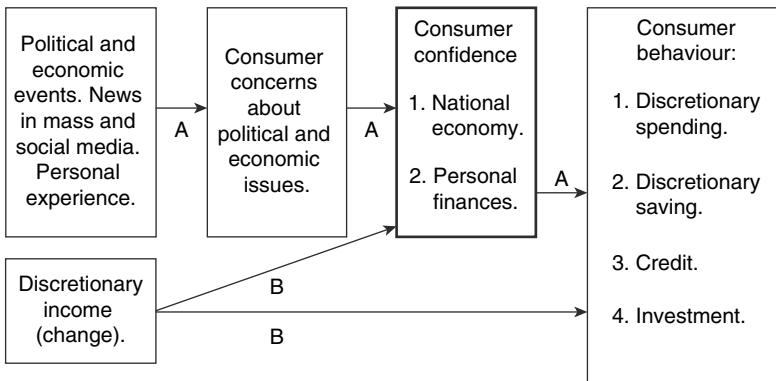 Political and
economic
events. News
in mass and
social media.
Personal
experience.
A
Consumer
concerns
about
political and
economic
issues.
A
Consumer
confidence
1. National
economy.
2. Personal
finances.
A
Consumer
behaviour:
1. Discretionary
spending.
2. Discretionary
saving.
3. Credit.
4. Investment.
Discretionary
income
(change).
B
B